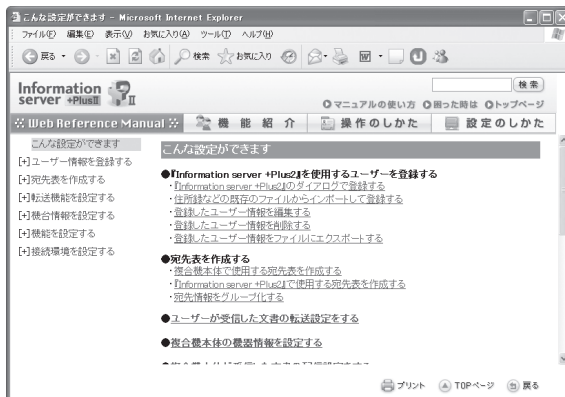 こんな設定ができます - Microsoft Internet Explorer
ファイル(F) 編集(E) 表示(V) お気に入り(A) ツール(T) ヘルプ(H)
戻る 検索 お気に入り
Information server +PlusII II
検索
マニュアルの使い方 困った時は トップページ
Web Reference Manual 機能紹介 操作のしかた 設定のしかた
こんな設定ができます
[+]ユーザー情報を登録する
[+]宛先表を作成する
[+]転送機能を設定する
[+]機台情報を設定する
[+]機能を設定する
[+]接続環境を設定する
こんな設定ができます
●『Information server +Plus2』を使用するユーザーを登録する
・『Information server +Plus2』のダイアログで登録する
・住所録などの既存のファイルからインポートして登録する
・登録したユーザー情報を編集する
・登録したユーザー情報を削除する
・登録したユーザー情報をファイルにエクスポートする
●宛先表を作成する
・複合機本体で使用する宛先表を作成する
・『Information server +Plus2』で使用する宛先表を作成する
・宛先情報をグループ化する
●ユーザーが受信した文書の転送設定をする
●複合機本体の機器情報を設定する
プリント TOPページ 戻る